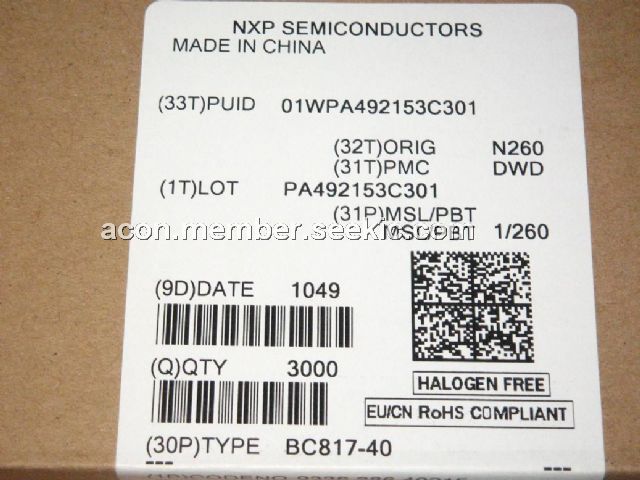 NXP SEMICONDUCTORS
MADE IN CHINA
(33T)PUID 01WPA492153C301
(32T)ORIG N260
(31T)PMC DWD
(1T)LOT PA492153C301
(31P)MSL/PBT
MSL/PBT 1/260
acon.member.seekic.com
(9D)DATE 1049
(Q)QTY 3000
HALOGEN FREE
EU/CN RoHS COMPLIANT
(30P)TYPE BC817-40